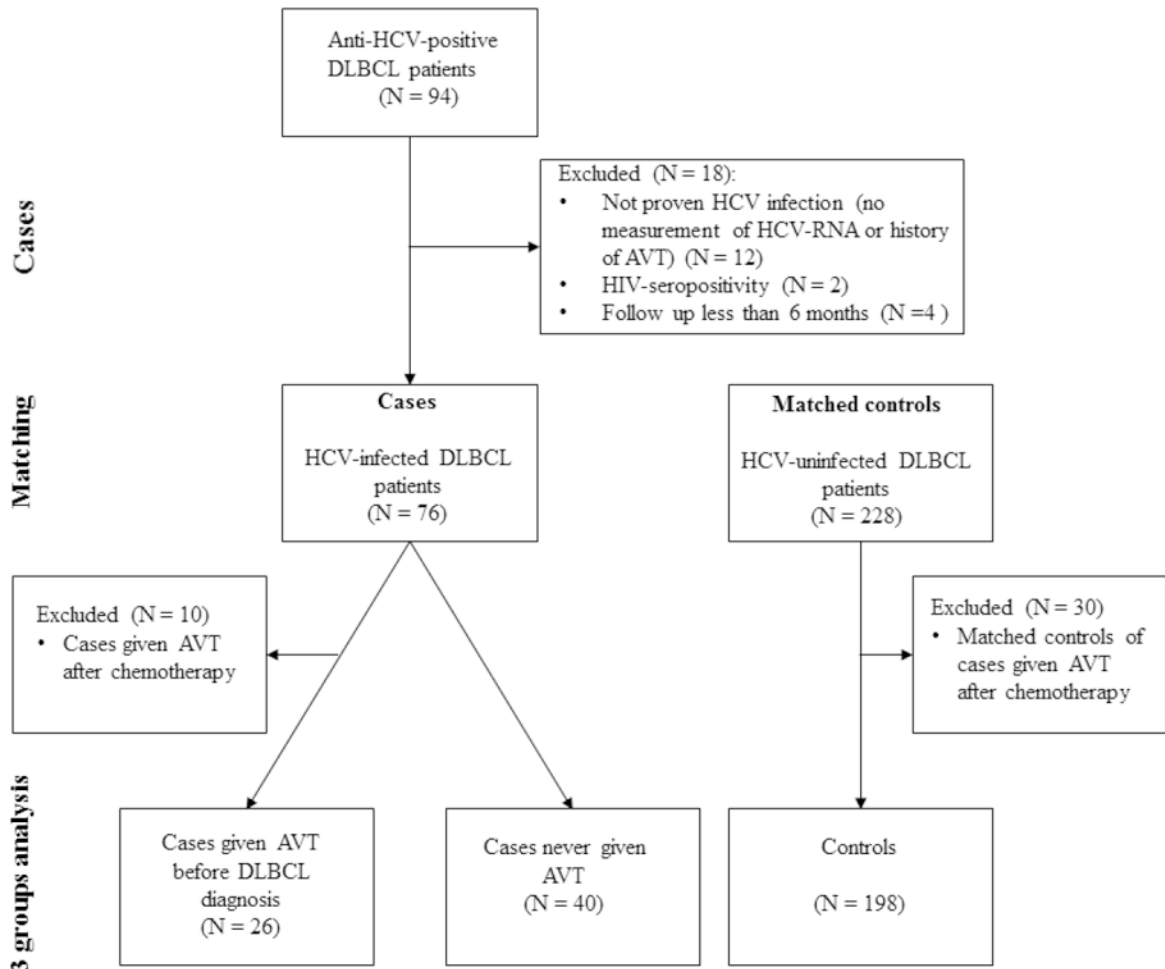 Anti-HCV-positive
DLBCL patients
(N = 94)
Cases
Excluded (N = 18):
• Not proven HCV infection (no
measurement of HCV-RNA or history
of AVT) (N = 12)
• HIV-seropositivity (N = 2)
• Follow up less than 6 months (N =4 )
Matching
Cases
HCV-infected DLBCL
patients
(N = 76)
Matched controls
HCV-uninfected DLBCL
patients
(N = 228)
Excluded (N = 10)
• Cases given AVT
after chemotherapy
Excluded (N = 30)
• Matched controls of
cases given AVT
after chemotherapy
3 groups analysis
Cases given AVT
before DLBCL
diagnosis
(N = 26)
Cases never given
AVT
(N = 40)
Controls
(N = 198)